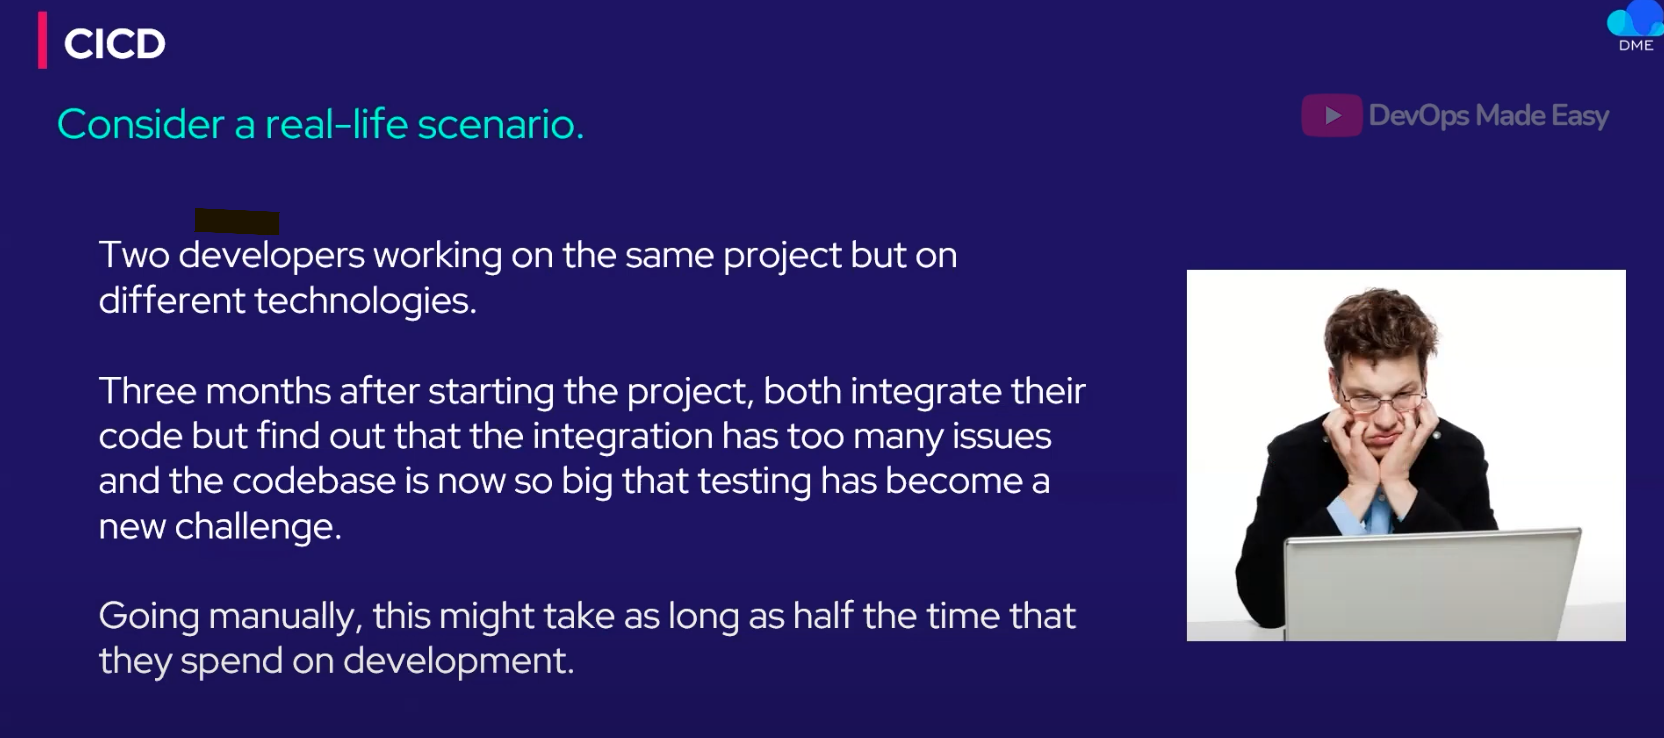 CICD
DME
Consider a real-life scenario.
DevOps Made Easy
Two developers working on the same project but on
different technologies.
Three months after starting the project, both integrate their
code but find out that the integration has too many issues
and the codebase is now so big that testing has become a
new challenge.
Going manually, this might take as long as half the time that
they spend on development.